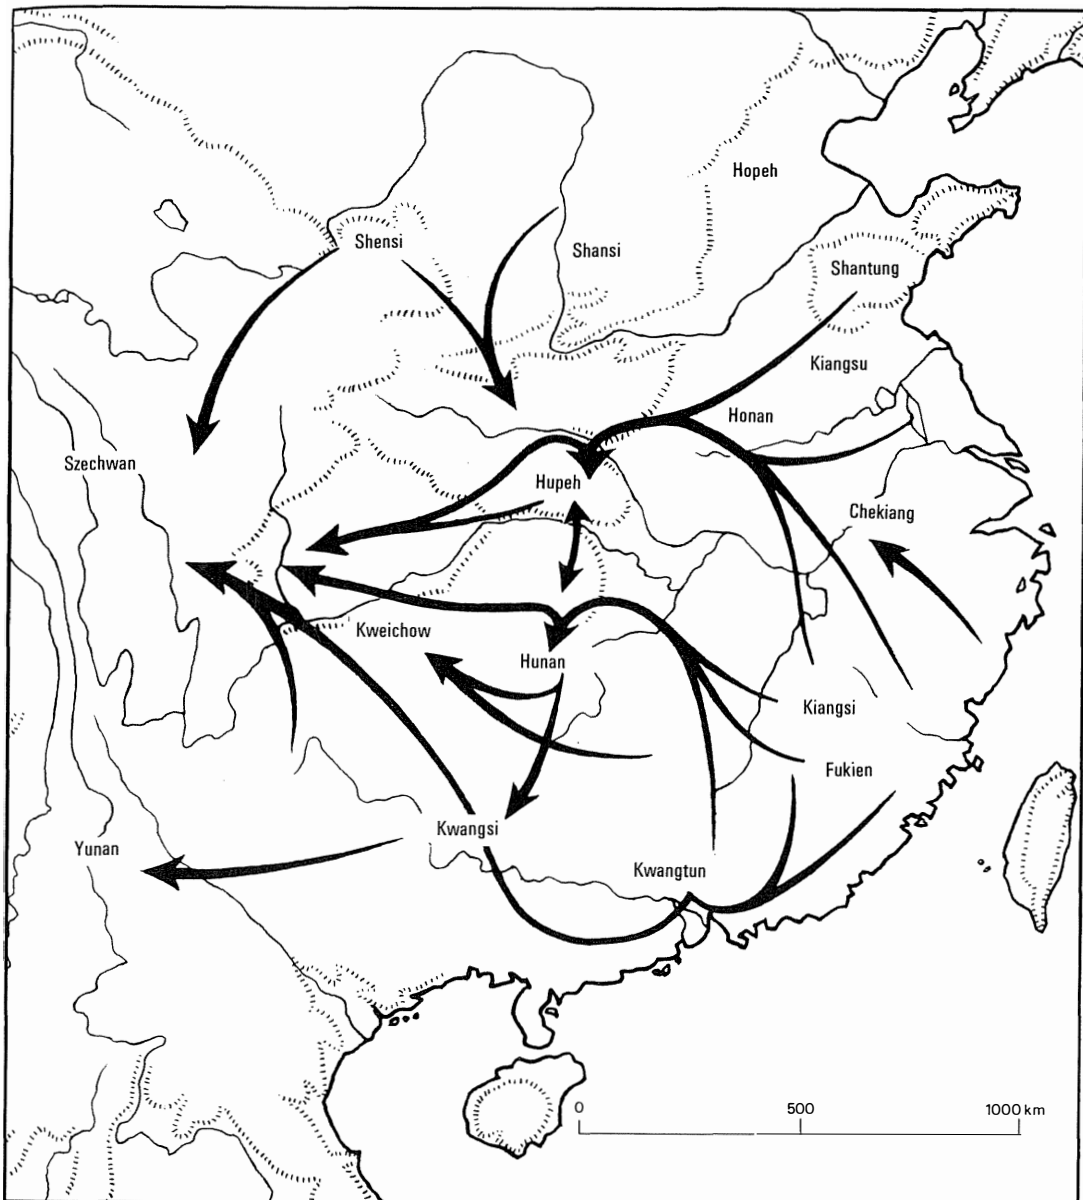 Hopeh
Shensi
Shansi
Shantung
Kiangsu
Honan
Szechwan
Hupeh
Chekiang
Kweichow
Hunan
Kiangsi
Fukien
Kwangsi
Yunan
Kwangtun
0 500 1000 km